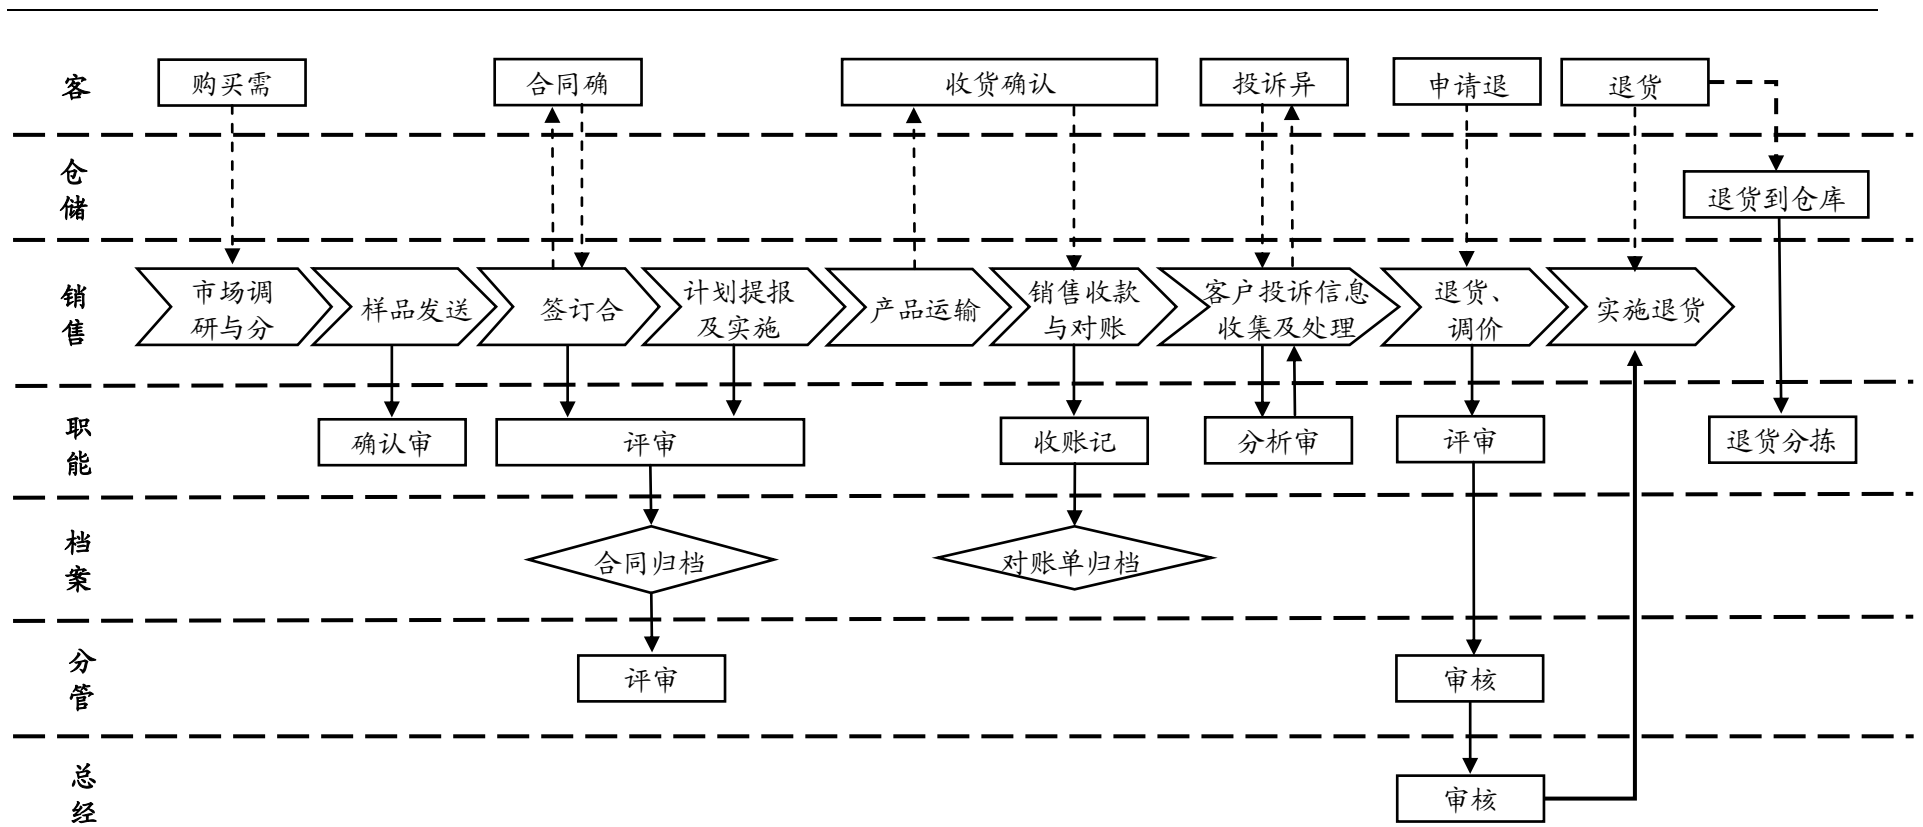 客
购买需
合同确
收货确认
投诉异
申请退
退货
仓
储
退货到仓库
销
售
市场调
研与分
样品发送
签订合
计划提报
及实施
产品运输
销售收款
与对账
客户投诉信息
收集及处理
退货、
调价
实施退货
职
能
确认审
评审
收账记
分析审
评审
退货分拣
档
案
合同归档
对账单归档
分
管
评审
审核
总
经
审核